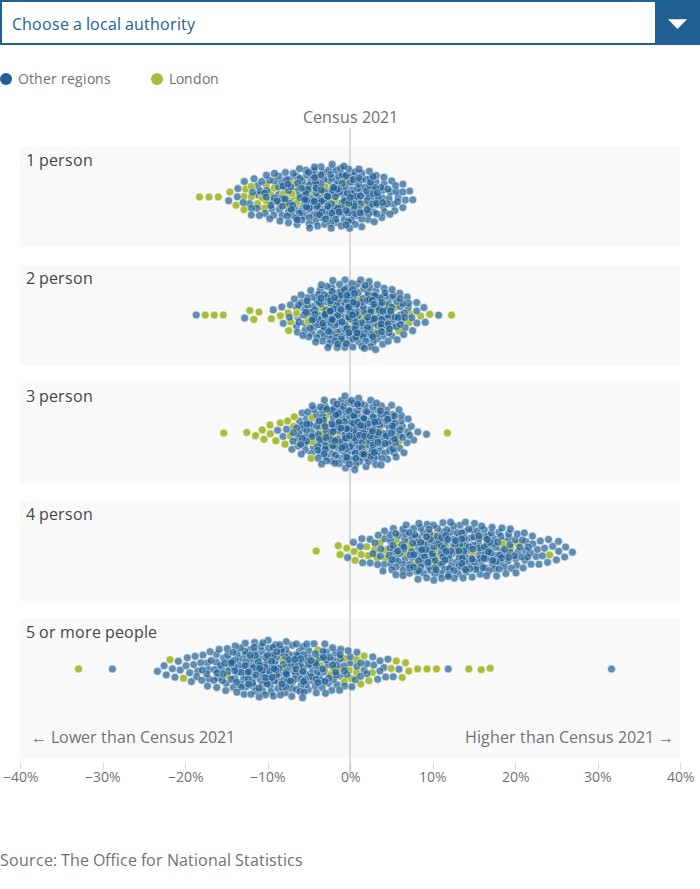 Choose a local authority
Other regions London
Census 2021
1 person
2 person
3 person
4 person
5 or more people
← Lower than Census 2021 Higher than Census 2021 →
−40% −30% −20% −10% 0% 10% 20% 30% 40%
Source: The Office for National Statistics